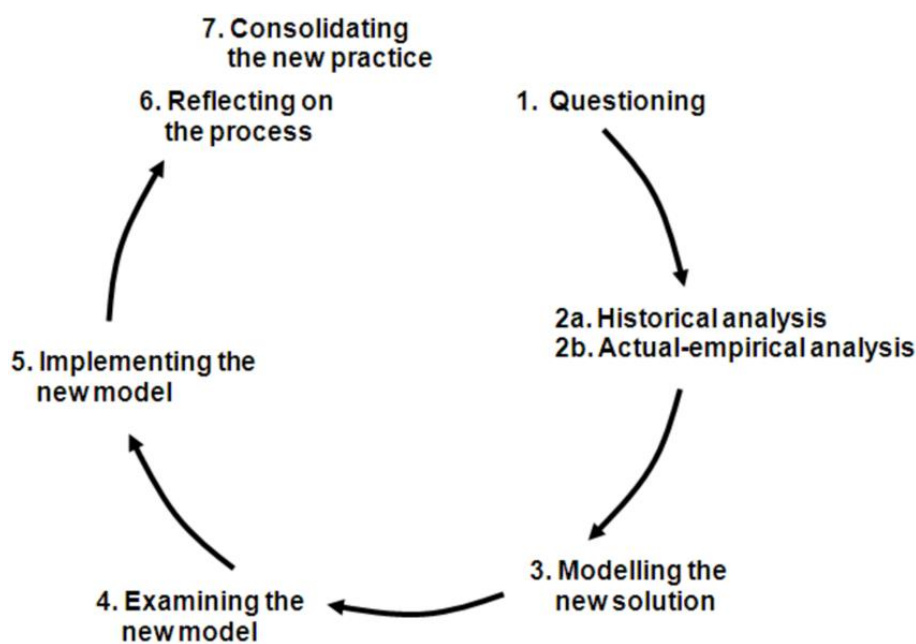 7. Consolidating
the new practice
6. Reflecting on
the process
1. Questioning
2a. Historical analysis
2b. Actual-empirical analysis
5. Implementing the
new model
3. Modelling the
new solution
4. Examining the
new model